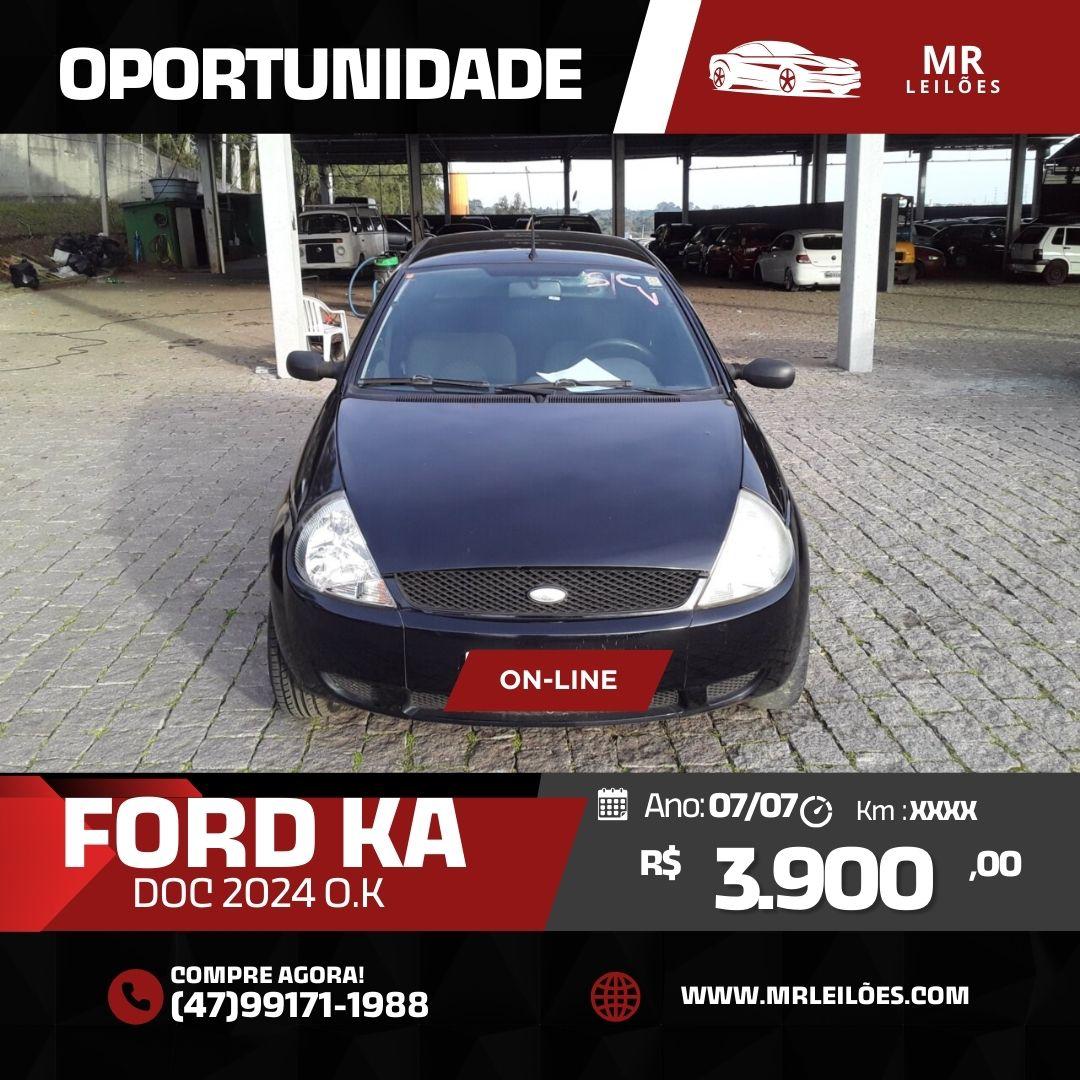 OPORTUNIDADE
MR
LEILÕES
ON-LINE
FORD KA
DOC 2024 O.K
Ano: 07/07
Km : XXXX
R$ 3.900 ,00
COMPRE AGORA!
(47)99171-1988
WWW.MRLEILÕES.COM